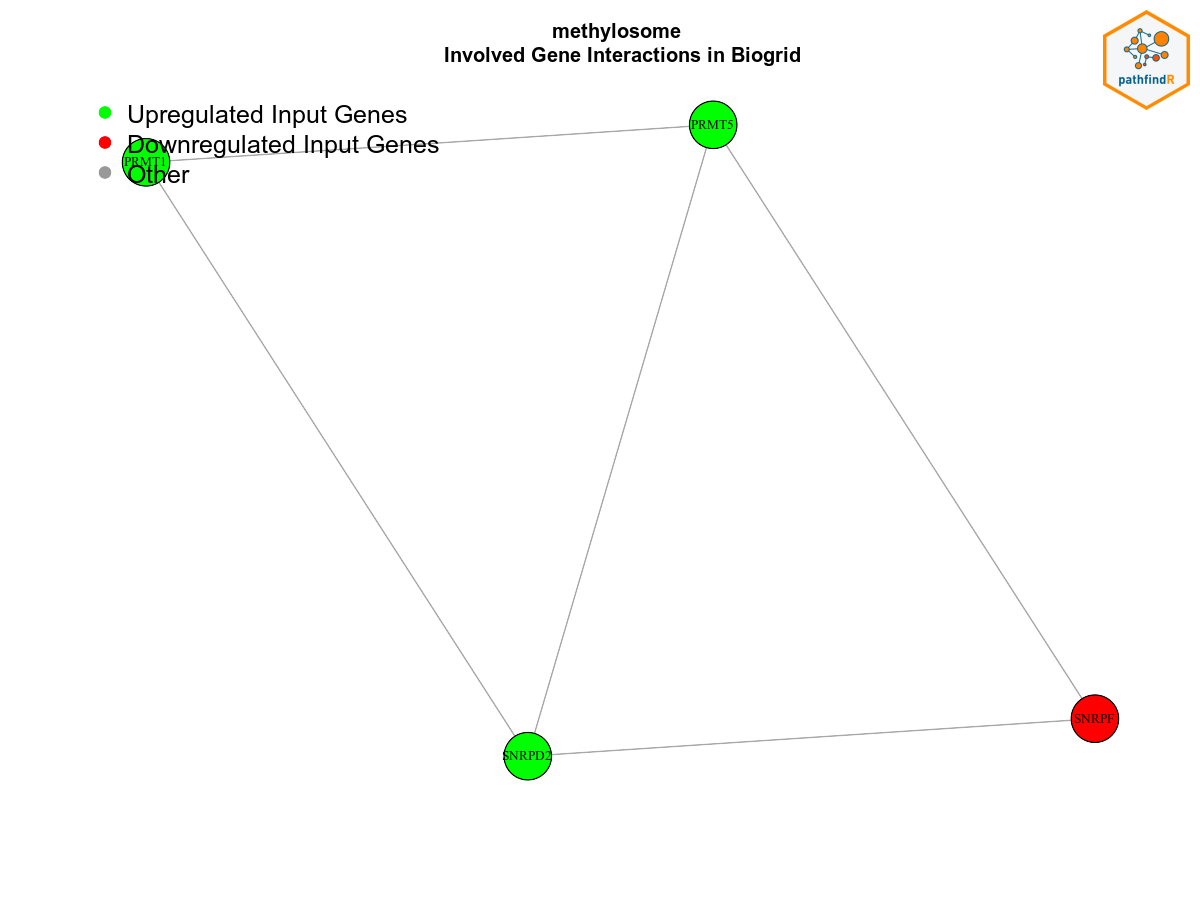 methylosome
Involved Gene Interactions in Biogrid
pathfindR
Upregulated Input Genes
Downregulated Input Genes
Other
PRMT1
PRMT5
SNRPD2
SNRPF